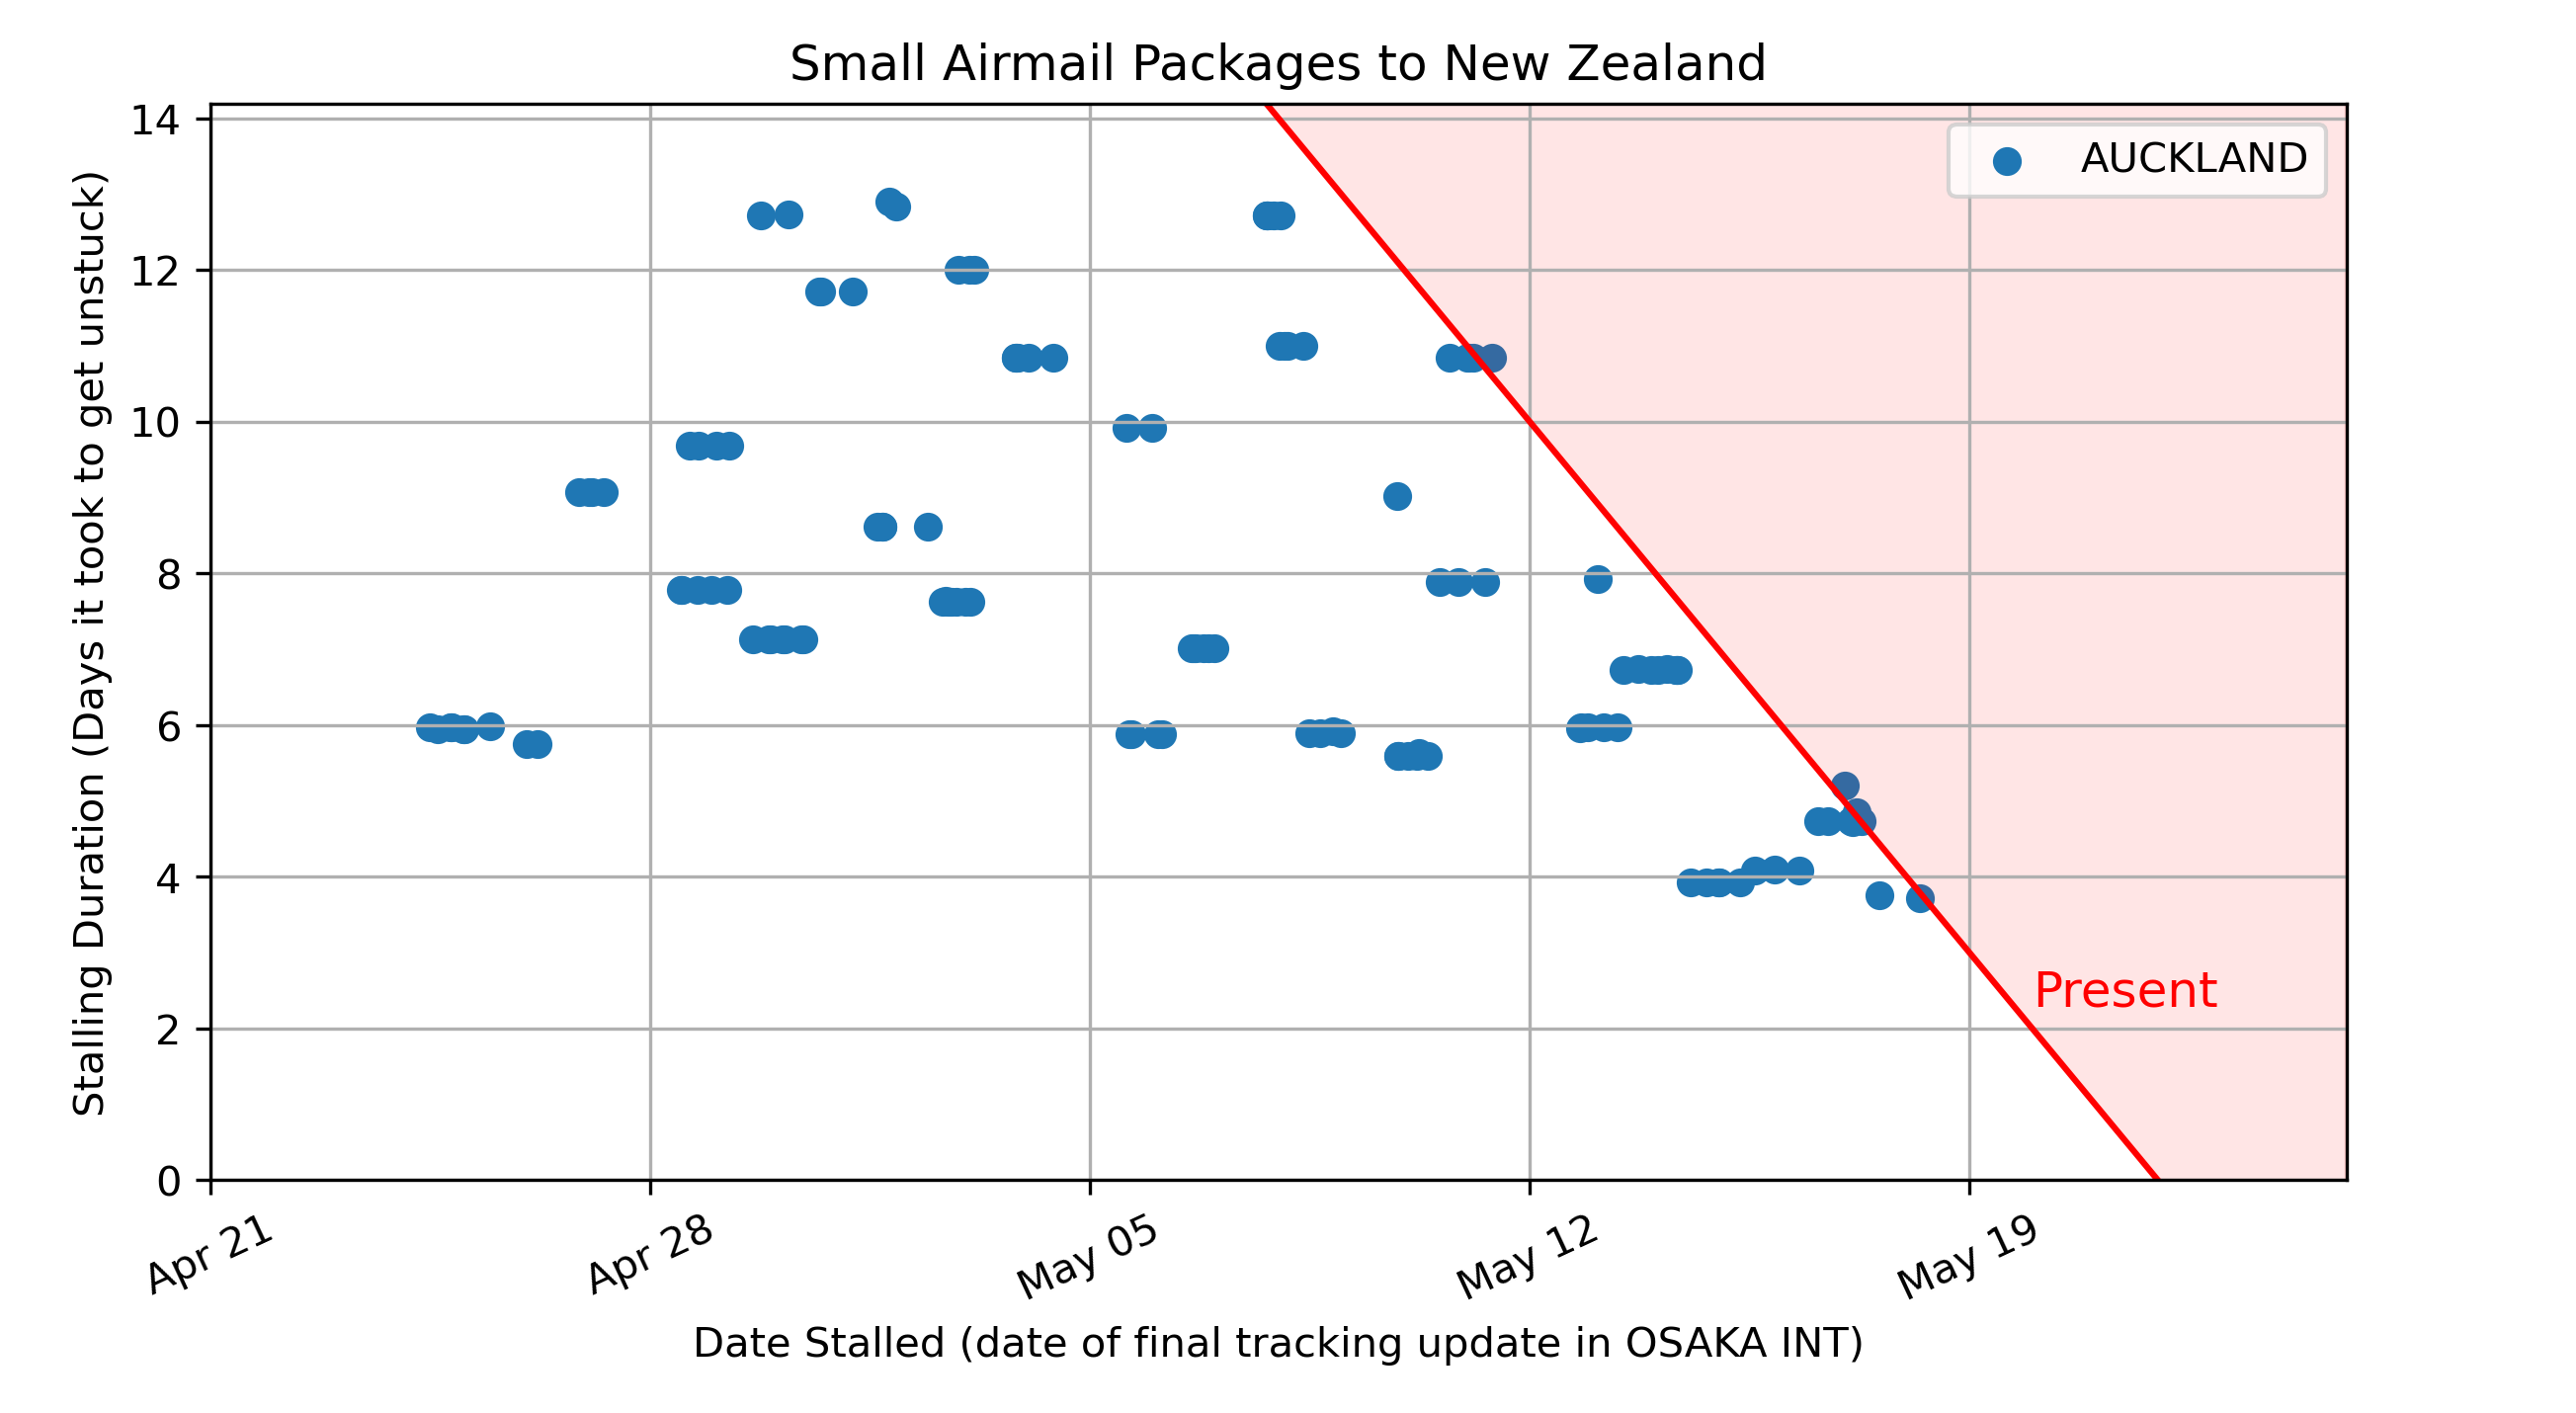 Small Airmail Packages to New Zealand
14
12
10
8
6
4
2
0
Stalling Duration (Days it took to get unstuck)
AUCKLAND
Present
Apr 21
Apr 28
May 05
May 12
May 19
Date Stalled (date of final tracking update in OSAKA INT)